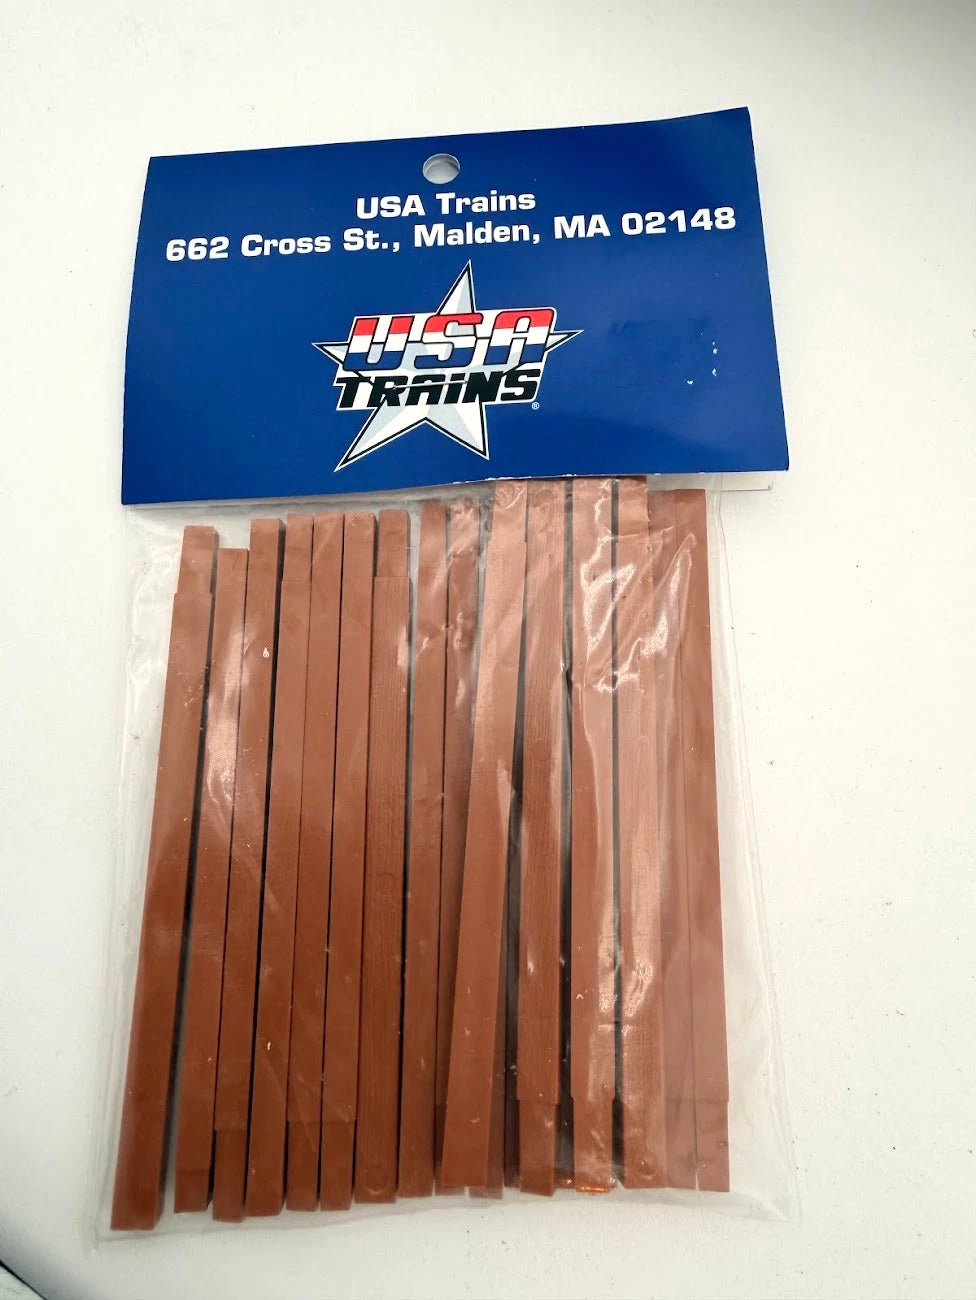 USA Trains
662 Cross St., Malden, MA 02148
USA
TRAINS
®